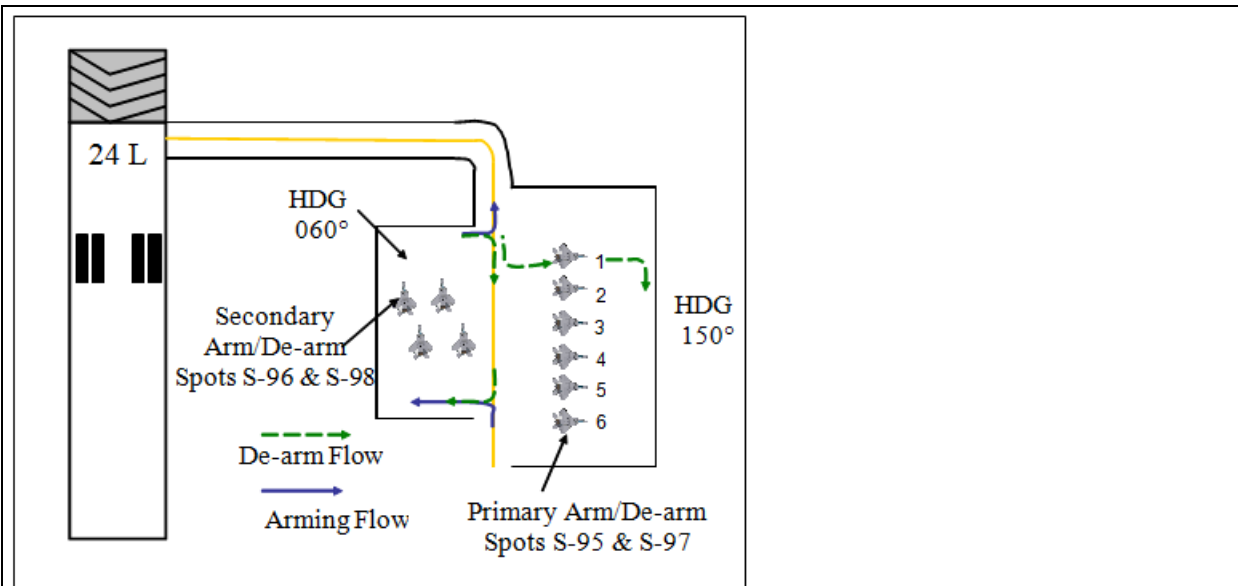 24 L
HDG
060°
1
2
3
4
5
6
HDG
150°
Secondary
Arm/De-arm
Spots S-96 & S-98
De-arm Flow
Arming Flow
Primary Arm/De-arm
Spots S-95 & S-97